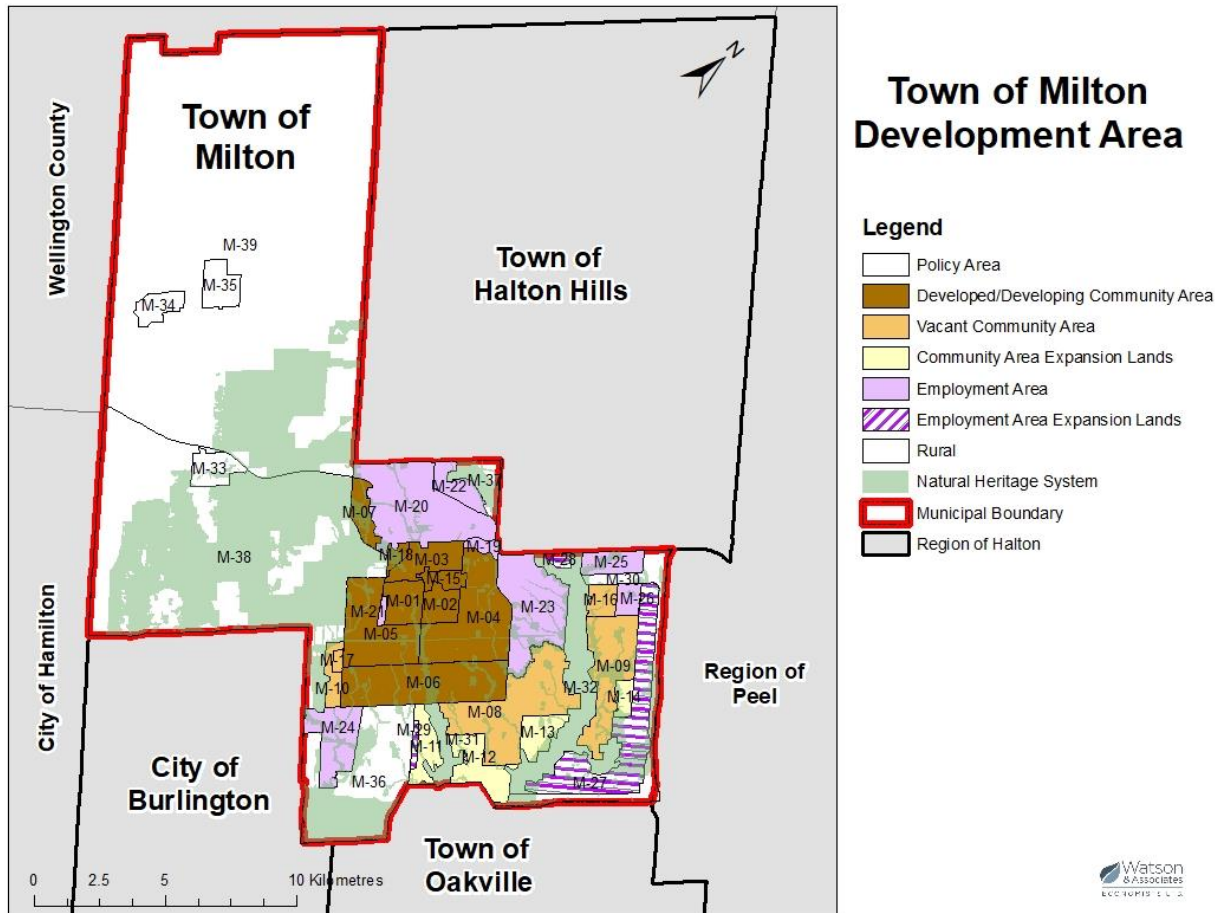 Town of Milton
Development Area
Legend
Policy Area
Developed/Developing Community Area
Vacant Community Area
Community Area Expansion Lands
Employment Area
Employment Area Expansion Lands
Rural
Natural Heritage System
Municipal Boundary
Region of Halton
N
Town of
Milton
Wellington County
Town of
Halton Hills
M-39
M-35
M-34
M-33
M-38
M-37
M-22
M-20
M-07
M-19
M-18
M-03
M-15
M-01
M-02
M-21
M-04
M-05
M-23
M-28
M-25
M-30
M-16
M-09
M-17
M-10
M-06
M-32
M-08
M-24
M-29
M-11
M-31
M-12
M-13
M-36
M-27
City of Hamilton
Region of
Peel
City of
Burlington
Town of
Oakville
0 2.5 5 10 Kilometres
Watson
& Associates
ECONOMISTS LTD.